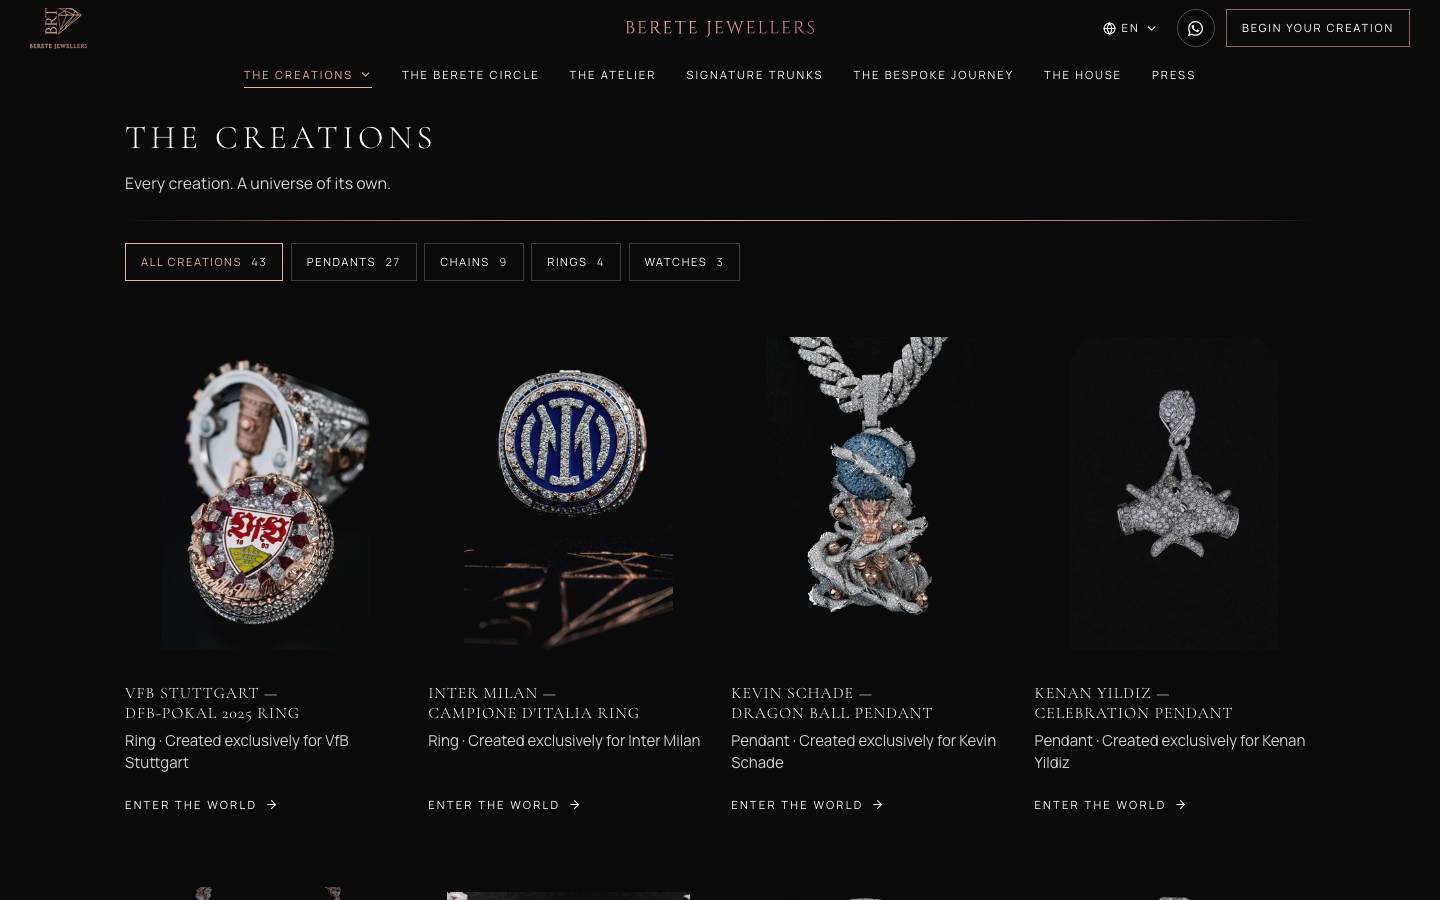 BRT
BERETE JEWELLERS
BERETE JEWELLERS
EN
BEGIN YOUR CREATION
THE CREATIONS
THE BERETE CIRCLE
THE ATELIER
SIGNATURE TRUNKS
THE BESPOKE JOURNEY
THE HOUSE
PRESS
THE CREATIONS
Every creation. A universe of its own.
ALL CREATIONS 43
PENDANTS 27
CHAINS 9
RINGS 4
WATCHES 3
VfB
1893
VFB STUTTGART —
DFB-POKAL 2025 RING
Ring · Created exclusively for VfB
Stuttgart
ENTER THE WORLD →
INTER MILAN —
CAMPIONE D'ITALIA RING
Ring · Created exclusively for Inter Milan
ENTER THE WORLD →
KEVIN SCHADE —
DRAGON BALL PENDANT
Pendant · Created exclusively for Kevin
Schade
ENTER THE WORLD →
KENAN YILDIZ —
CELEBRATION PENDANT
Pendant · Created exclusively for Kenan
Yildiz
ENTER THE WORLD →